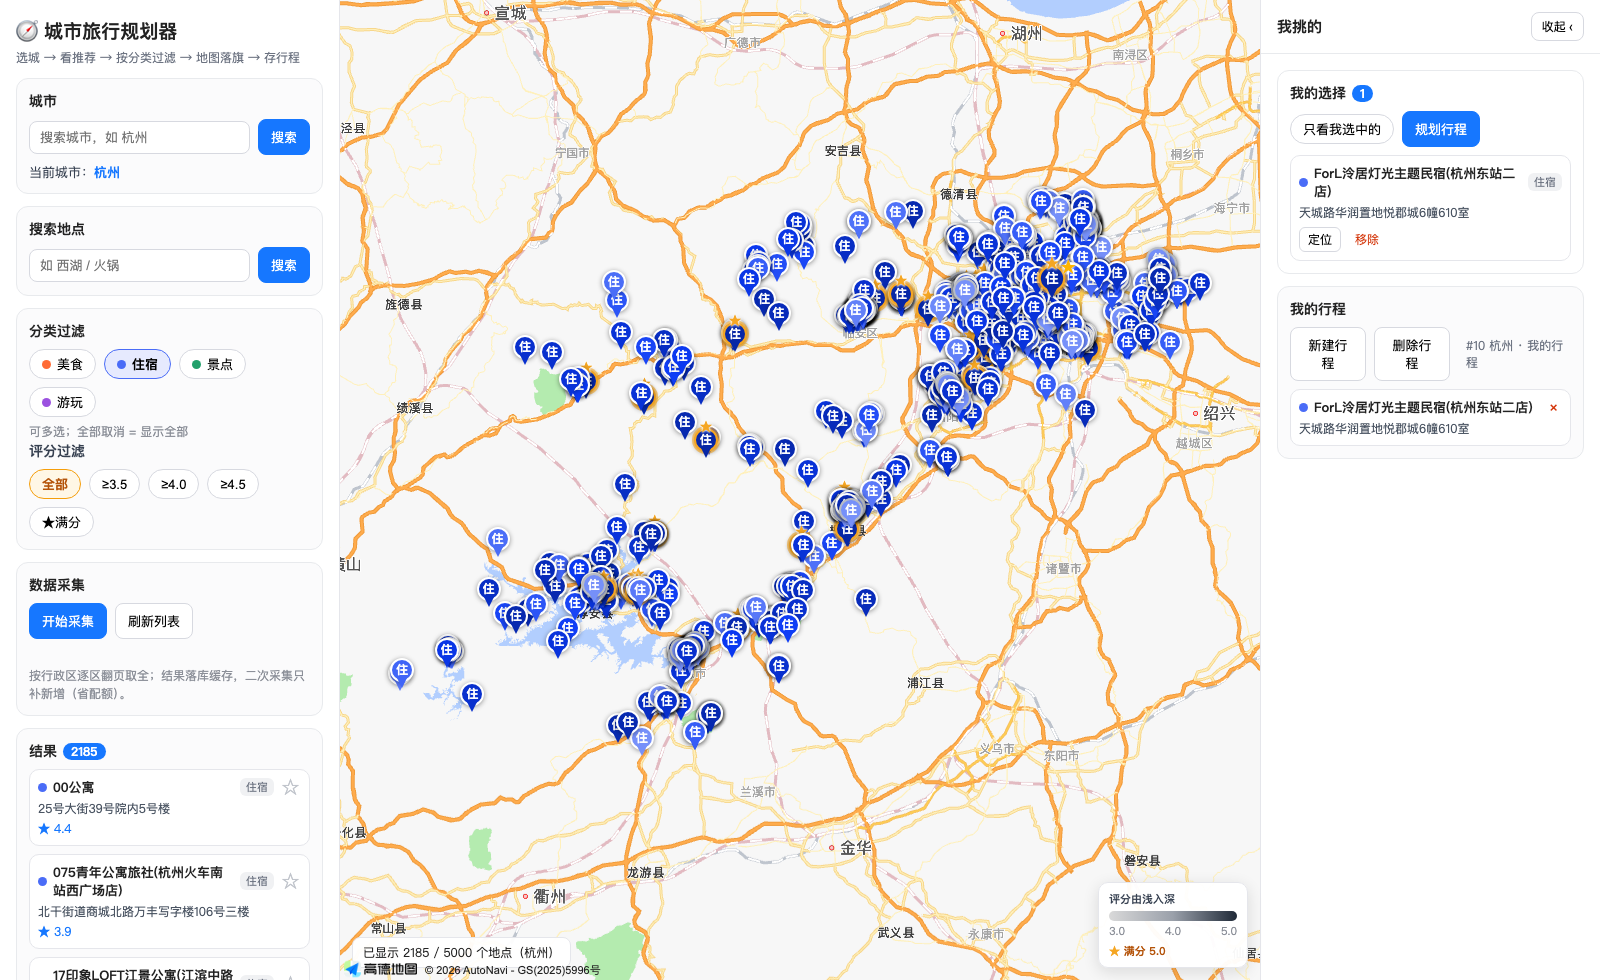 城市旅行规划器
选城 → 看推荐 → 按分类过滤 → 地图落旗 → 存行程
城市
搜索城市，如 杭州
搜索
当前城市：杭州
搜索地点
如 西湖 / 火锅
搜索
分类过滤
美食
住宿
景点
游玩
可多选；全部取消 = 显示全部
评分过滤
全部
≥3.5
≥4.0
≥4.5
★满分
数据采集
开始采集
刷新列表
按行政区逐区翻页取全；结果落库缓存，二次采集只
补新增（省配额）。
结果 2185
00公寓
住宿
25号大街39号院内5号楼
★ 4.4
075青年公寓旅社(杭州火车南
站西广场店)
住宿
北干街道商城北路万丰写字楼106号三楼
★ 3.9
17印象LOFT江景公寓(江滨中路
住宿
宣城
广德市
湖州
南浔区
泾县
宁国市
安吉县
桐乡市
德清县
海宁市
旌德县
临安区
绩溪县
绍兴
越城区
诸暨市
浦江县
义乌市
东阳市
兰溪市
金华
磐安县
龙游县
衢州
常山县
武义县
永康市
住
评分由浅入深
3.0
4.0
5.0
★ 满分 5.0
已显示 2185 / 5000 个地点（杭州）
高德地图 © 2026 AutoNavi - GS(2025)5996号
我挑的
收起 ‹
我的选择 1
只看我选中的
规划行程
ForL泠居灯光主题民宿(杭州东站二
店)
住宿
天城路华润置地悦郡城6幢610室
定位
移除
我的行程
新建行
程
删除行
程
#10 杭州 · 我的行
程
ForL泠居灯光主题民宿(杭州东站二店)
×
天城路华润置地悦郡城6幢610室